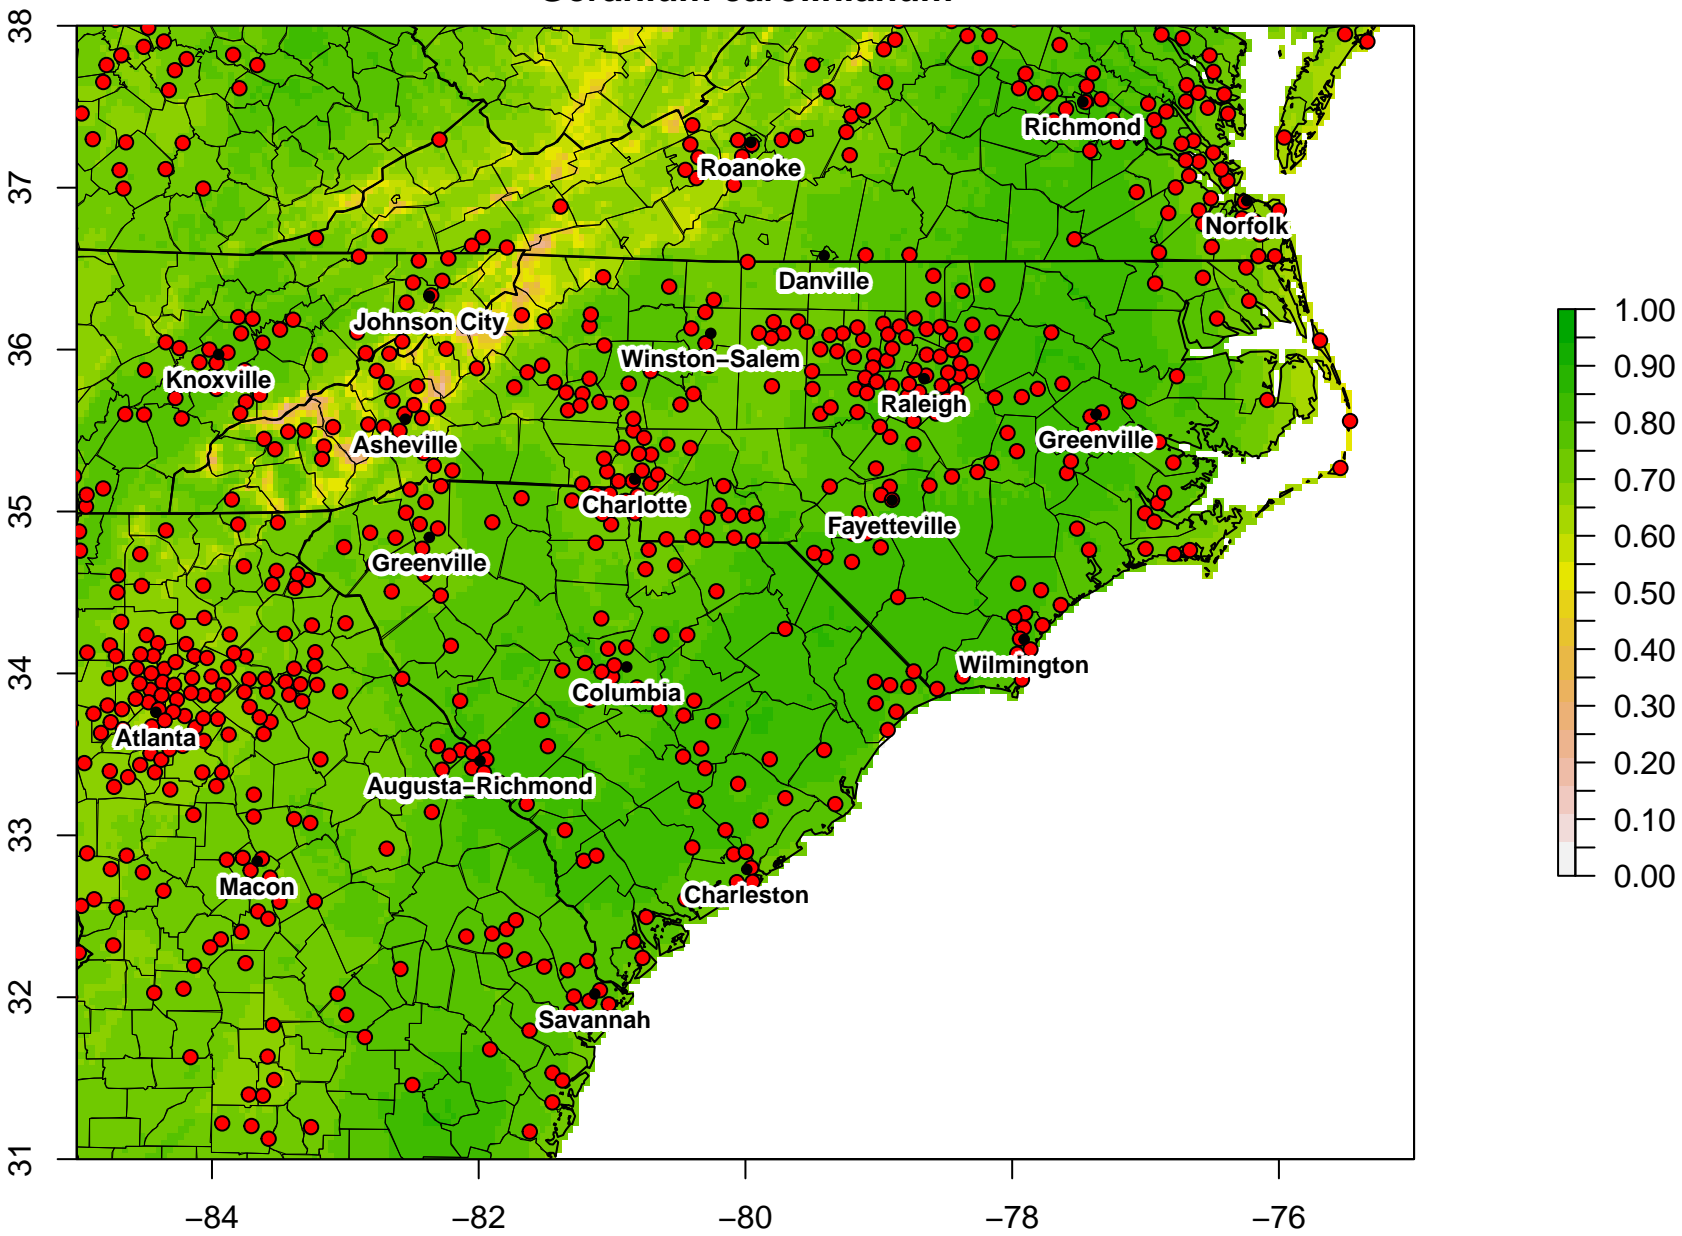 Geranium carolinianum
38
37
36
35
34
33
32
31
Richmond
Roanoke
Norfolk
Danville
Johnson City
Winston–Salem
Knoxville
Raleigh
Asheville
Greenville
Charlotte
Fayetteville
Greenville
Wilmington
Columbia
Atlanta
Augusta–Richmond
Macon
Charleston
Savannah
−84
−82
−80
−78
−76
1.00
0.90
0.80
0.70
0.60
0.50
0.40
0.30
0.20
0.10
0.00